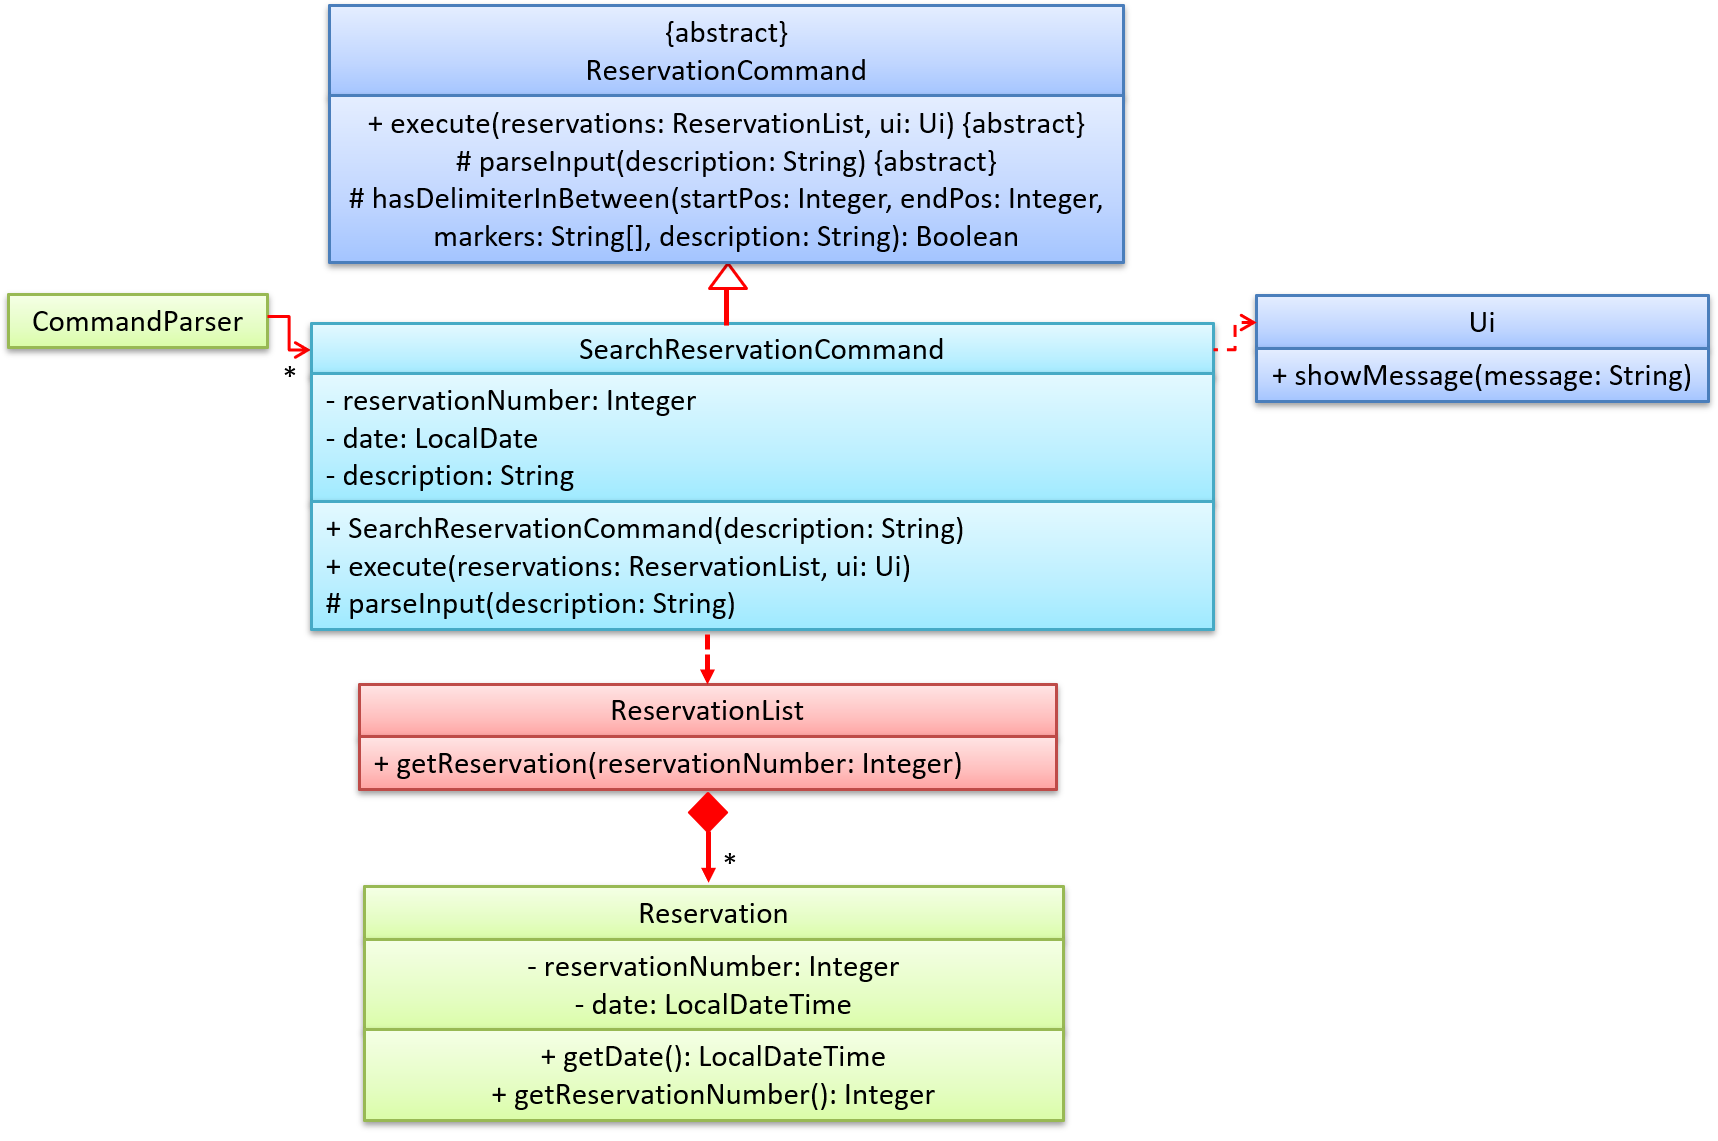 {abstract}
ReservationCommand
+ execute(reservations: ReservationList, ui: Ui) {abstract}
# parseInput(description: String) {abstract}
# hasDelimiterInBetween(startPos: Integer, endPos: Integer,
markers: String[], description: String): Boolean
CommandParser
*
SearchReservationCommand
- reservationNumber: Integer
- date: LocalDate
- description: String
+ SearchReservationCommand(description: String)
+ execute(reservations: ReservationList, ui: Ui)
# parseInput(description: String)
Ui
+ showMessage(message: String)
ReservationList
+ getReservation(reservationNumber: Integer)
*
Reservation
- reservationNumber: Integer
- date: LocalDateTime
+ getDate(): LocalDateTime
+ getReservationNumber(): Integer